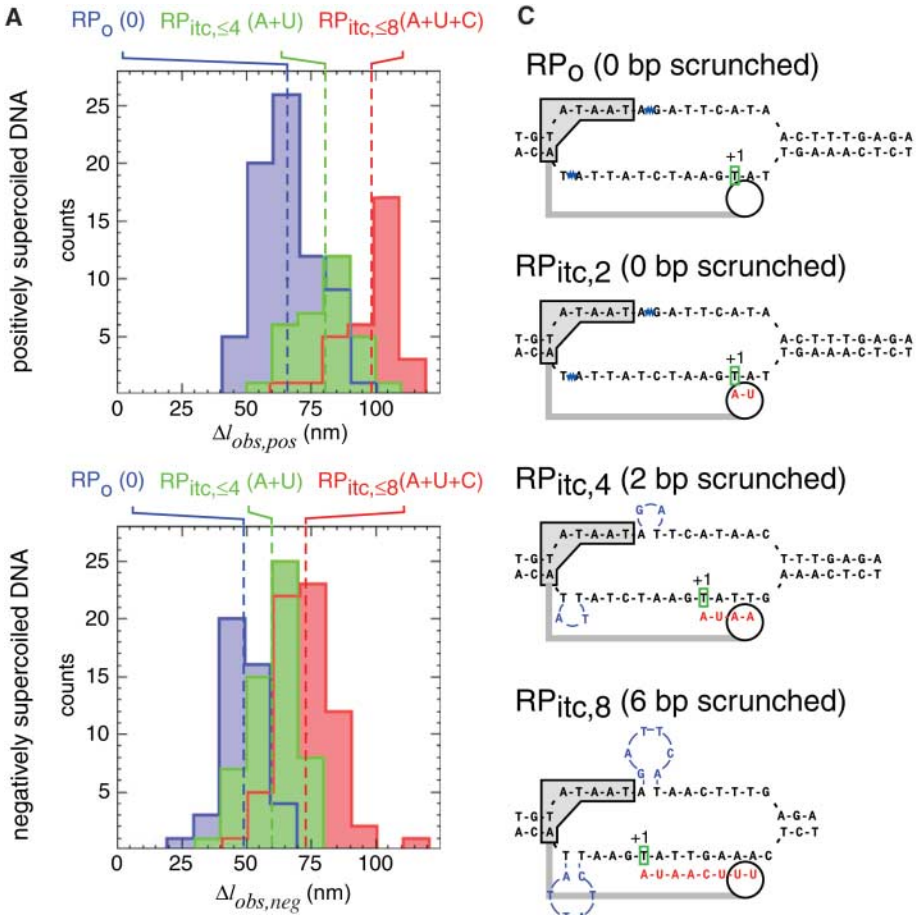 A
RPo (0) RPitc,≤4 (A+U) RPitc,≤8 (A+U+C)
positively supercoiled DNA
counts
25
20
15
10
5
0 25 50 75 100
Δlobs,pos (nm)
RPo (0) RPitc,≤4 (A+U) RPitc,≤8(A+U+C)
negatively supercoiled DNA
counts
25
20
15
10
5
0 25 50 75 100
Δlobs,neg (nm)
C
RPo (0 bp scrunched)
A-T-A-A-T-A G-A-T-T-C-A-T-A
T-G-T A-C-T-T-T-G-A-G-A
A-C-A T-G-A-A-A-C-T-C-T
+1
T A-T-T-A-T-C-T-A-A-G-T-A-T
RPitc,2 (0 bp scrunched)
A-T-A-A-T-A G-A-T-T-C-A-T-A
T-G-T A-C-T-T-T-G-A-G-A
A-C-A T-G-A-A-A-C-T-C-T
+1
T A-T-T-A-T-C-T-A-A-G-T-A-T
A-U
RPitc,4 (2 bp scrunched)
G A
A-T-A-A-T-A T-T-C-A-T-A-A-C
T-G-T T-T-T-G-A-G-A
A-C-A A-A-A-C-T-C-T
+1
T T-A-T-C-T-A-A-G-T-A-T-T-G
A-U-A-A
A T
RPitc,8 (6 bp scrunched)
T T
A C
G A
A-T-A-A-T-A T-A-A-C-T-T-T-G
T-G-T A-G-A
A-C-A T-C-T
+1
T T-A-A-G-T-A-T-T-G-A-A-A-C
A-U-A-A-C-U-U-U
A C
T T